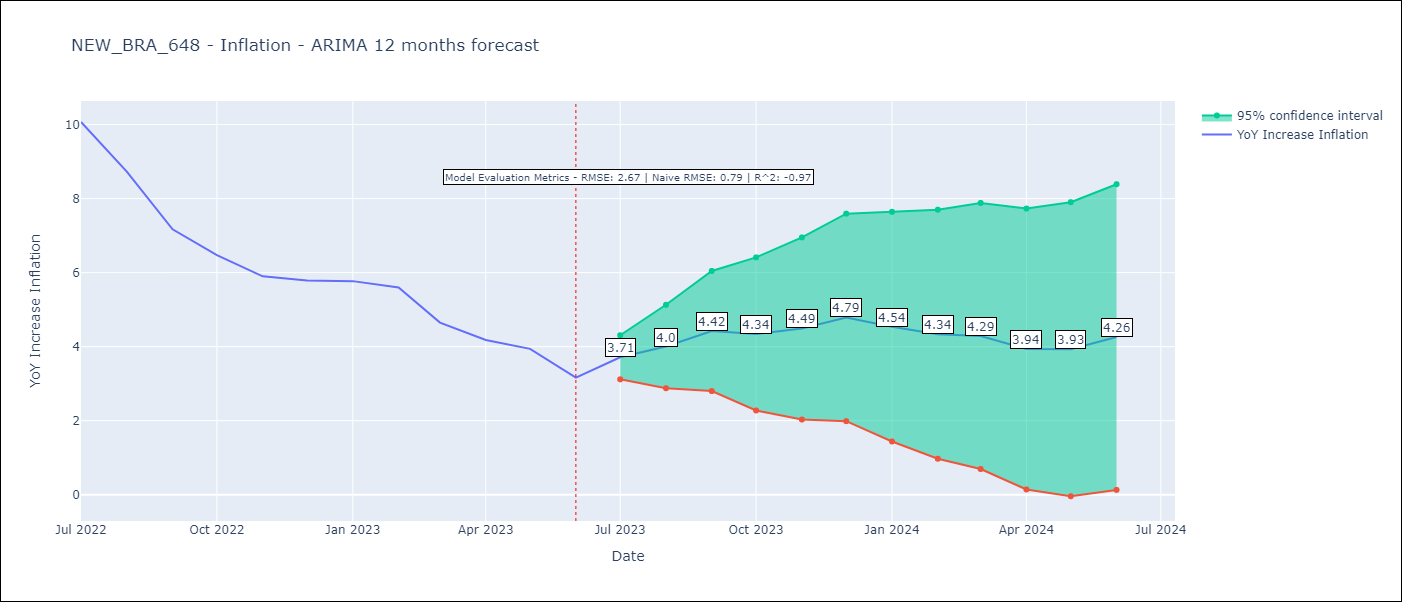 NEW_BRA_648 - Inflation - ARIMA 12 months forecast
95% confidence interval
YoY Increase Inflation
Model Evaluation Metrics - RMSE: 2.67 | Naive RMSE: 0.79 | R^2: -0.97
YoY Increase Inflation
10
8
6
4
2
0
3.71
4.0
4.42
4.34
4.49
4.79
4.54
4.34
4.29
3.94
3.93
4.26
Jul 2022
Oct 2022
Jan 2023
Apr 2023
Jul 2023
Oct 2023
Jan 2024
Apr 2024
Jul 2024
Date